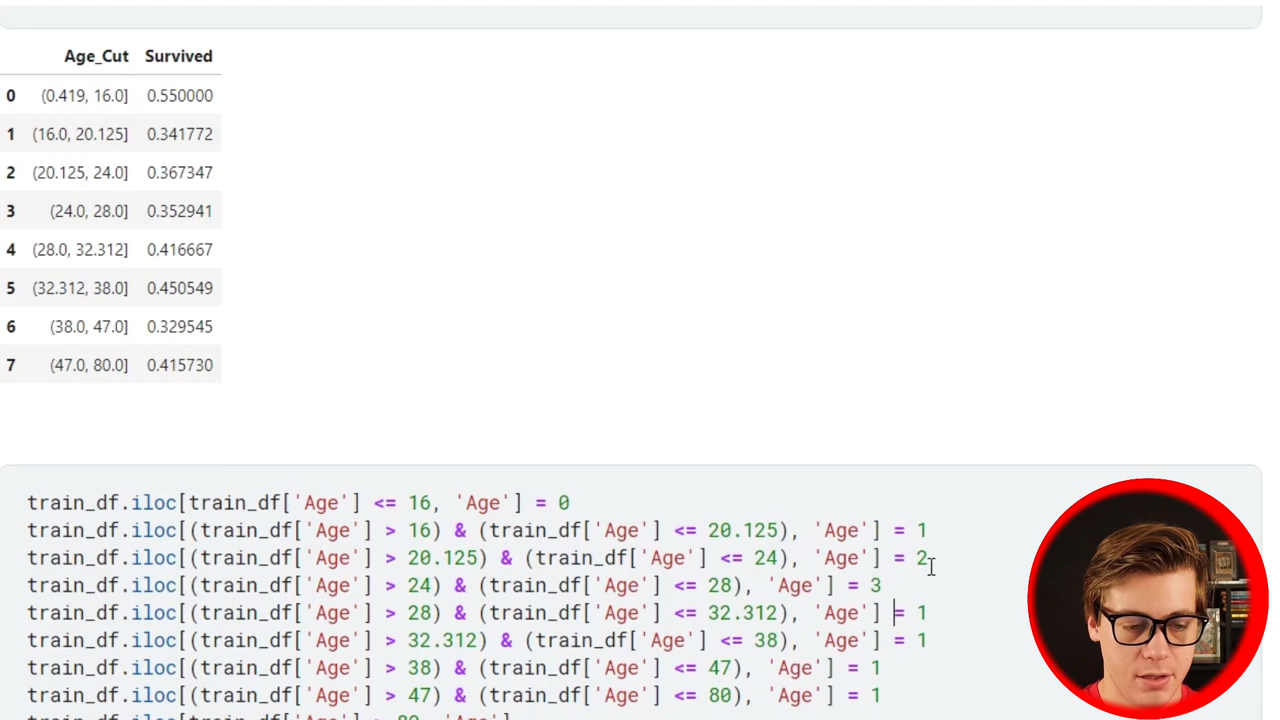 Age_Cut Survived
0 (0.419, 16.0] 0.550000
1 (16.0, 20.125] 0.341772
2 (20.125, 24.0] 0.367347
3 (24.0, 28.0] 0.352941
4 (28.0, 32.312] 0.416667
5 (32.312, 38.0] 0.450549
6 (38.0, 47.0] 0.329545
7 (47.0, 80.0] 0.415730
train_df.iloc[train_df['Age'] <= 16, 'Age'] = 0
train_df.iloc[(train_df['Age'] > 16) & (train_df['Age'] <= 20.125), 'Age'] = 1
train_df.iloc[(train_df['Age'] > 20.125) & (train_df['Age'] <= 24), 'Age'] = 2
train_df.iloc[(train_df['Age'] > 24) & (train_df['Age'] <= 28), 'Age'] = 3
train_df.iloc[(train_df['Age'] > 28) & (train_df['Age'] <= 32.312), 'Age'] = 1
train_df.iloc[(train_df['Age'] > 32.312) & (train_df['Age'] <= 38), 'Age'] = 1
train_df.iloc[(train_df['Age'] > 38) & (train_df['Age'] <= 47), 'Age'] = 1
train_df.iloc[(train_df['Age'] > 47) & (train_df['Age'] <= 80), 'Age'] = 1
train_df.iloc[train_df['Age'] > 80, 'Age']